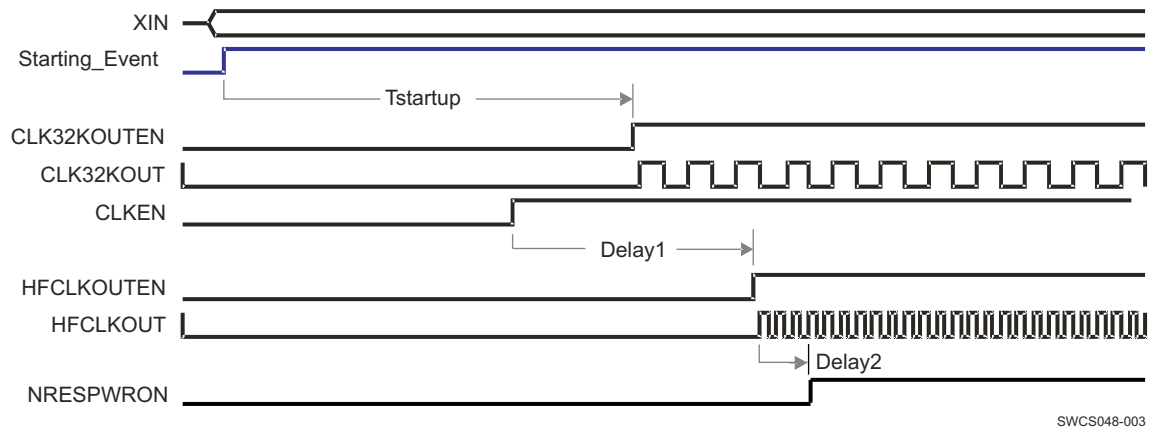 XIN
Starting_Event
Tstartup
CLK32KOUTEN
CLK32KOUT
CLKEN
Delay1
HFCLKOUTEN
HFCLKOUT
Delay2
NRESPWRON
SWCS048-003